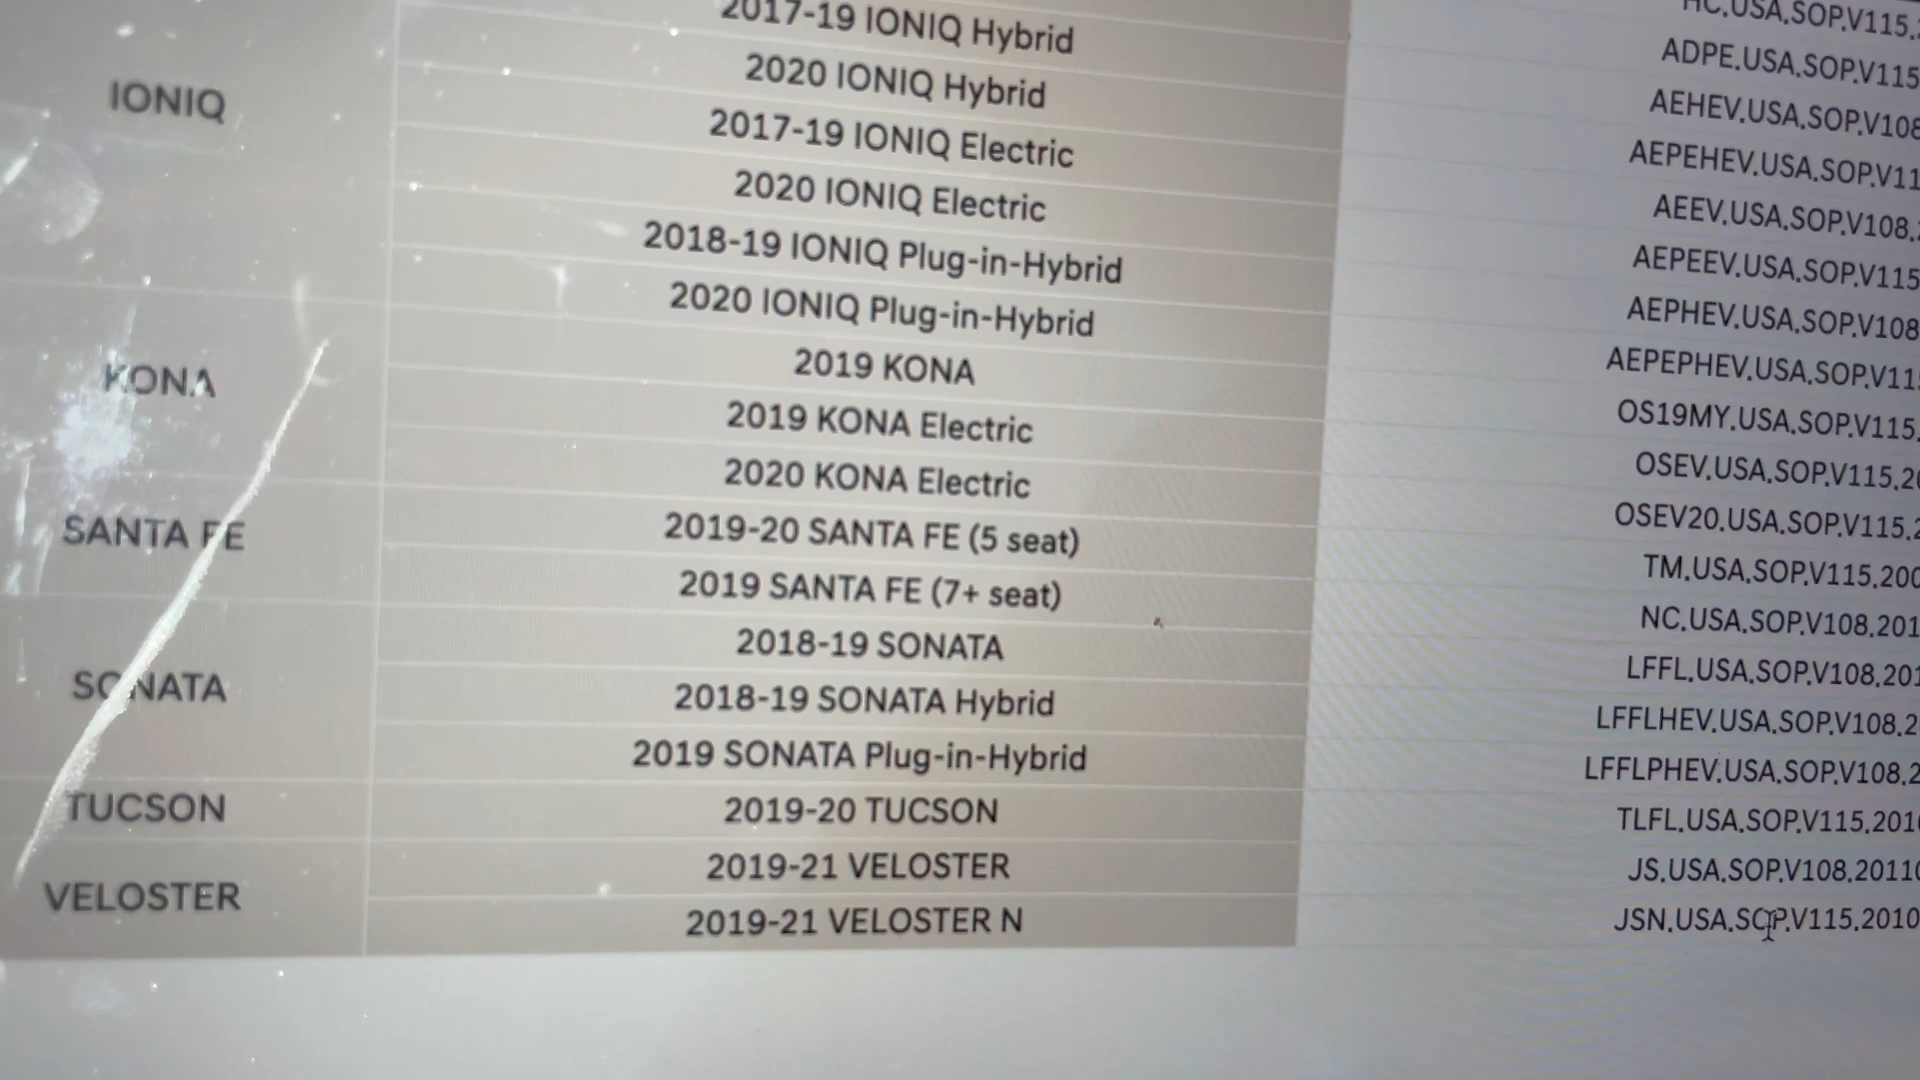 IONIQ
KONA
SANTA FE
SONATA
TUCSON
VELOSTER
2017-19 IONIQ Hybrid
2020 IONIQ Hybrid
2017-19 IONIQ Electric
2020 IONIQ Electric
2018-19 IONIQ Plug-in-Hybrid
2020 IONIQ Plug-in-Hybrid
2019 KONA
2019 KONA Electric
2020 KONA Electric
2019-20 SANTA FE (5 seat)
2019 SANTA FE (7+ seat)
2018-19 SONATA
2018-19 SONATA Hybrid
2019 SONATA Plug-in-Hybrid
2019-20 TUCSON
2019-21 VELOSTER
2019-21 VELOSTER N
HC.USA.SOP.V115.
ADPE.USA.SOP.V115
AEHEV.USA.SOP.V108
AEPEHEV.USA.SOP.V11
AEEV.USA.SOP.V108.
AEPEEV.USA.SOP.V115
AEPHEV.USA.SOP.V108
AEPEPHEV.USA.SOP.V11
OS19MY.USA.SOP.V115.
OSEV.USA.SOP.V115.20
OSEV20.USA.SOP.V115.2
TM.USA.SOP.V115.200
NC.USA.SOP.V108.201
LFFL.USA.SOP.V108.201
LFFLHEV.USA.SOP.V108.2
LFFLPHEV.USA.SOP.V108.2
TLFL.USA.SOP.V115.201
JS.USA.SOP.V108.2011
JSN.USA.SOP.V115.2010